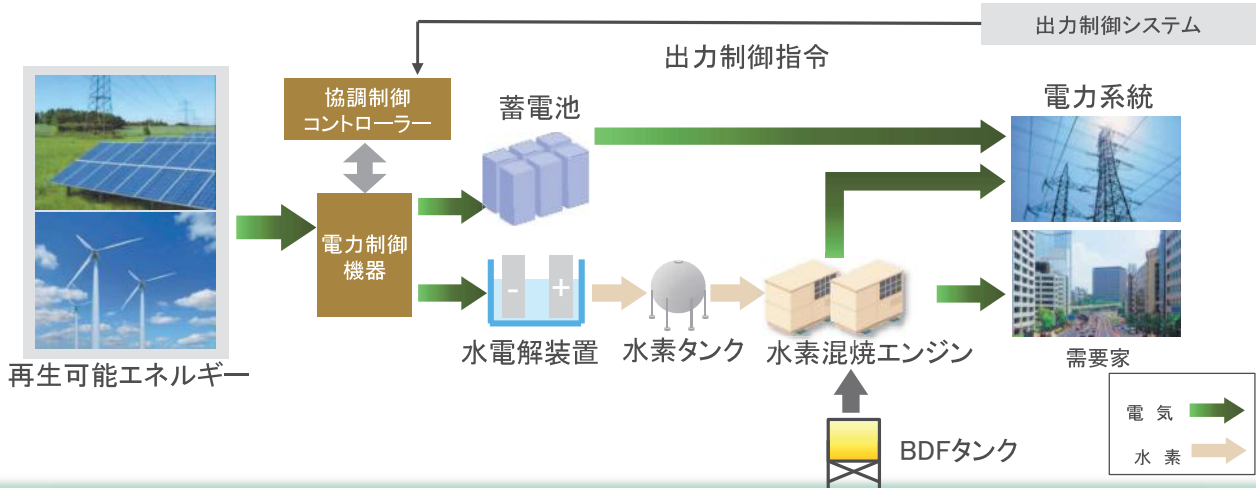 出力制御システム
出力制御指令
協調制御
コントローラー
蓄電池
電力系統
電力制御
機器
-
+
水電解装置
水素タンク
水素混焼エンジン
需要家
再生可能エネルギー
電 気
水 素
BDFタンク